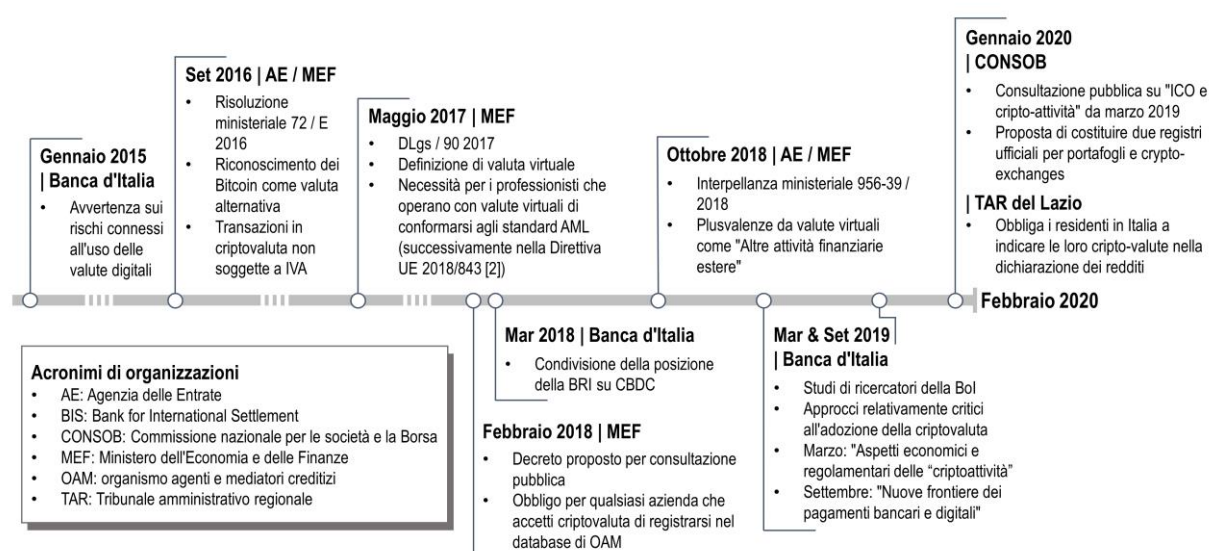 Gennaio 2015
| Banca d'Italia
• Avvertenza sui
rischi connessi
all'uso delle
valute digitali
Set 2016 | AE / MEF
• Risoluzione
ministeriale 72 / E
2016
• Riconoscimento dei
Bitcoin come valuta
alternativa
• Transazioni in
criptovaluta non
soggette a IVA
Maggio 2017 | MEF
• DLgs / 90 2017
• Definizione di valuta virtuale
• Necessità per i professionisti che
operano con valute virtuali di
conformarsi agli standard AML
(successivamente nella Direttiva
UE 2018/843 [2])
Ottobre 2018 | AE / MEF
• Interpellanza ministeriale 956-39 /
2018
• Plusvalenze da valute virtuali
come "Altre attività finanziarie
estere"
Gennaio 2020
| CONSOB
• Consultazione pubblica su "ICO e
cripto-attività" da marzo 2019
• Proposta di costituire due registri
ufficiali per portafogli e crypto-
exchanges
| TAR del Lazio
• Obbliga i residenti in Italia a
indicare le loro cripto-valute nella
dichiarazione dei redditi
Febbraio 2020
Acronimi di organizzazioni
• AE: Agenzia delle Entrate
• BIS: Bank for International Settlement
• CONSOB: Commissione nazionale per le società e la Borsa
• MEF: Ministero dell'Economia e delle Finanze
• OAM: organismo agenti e mediatori creditizi
• TAR: Tribunale amministrativo regionale
Mar 2018 | Banca d'Italia
• Condivisione della posizione
della BRI su CBDC
Febbraio 2018 | MEF
• Decreto proposto per consultazione
pubblica
• Obbligo per qualsiasi azienda che
accetti criptovaluta di registrarsi nel
database di OAM
Mar & Set 2019
| Banca d'Italia
• Studi di ricercatori della BoI
• Approcci relativamente critici
all'adozione della criptovaluta
• Marzo: "Aspetti economici e
regolamentari delle "criptoattività"
• Settembre: "Nuove frontiere dei
pagamenti bancari e digitali"